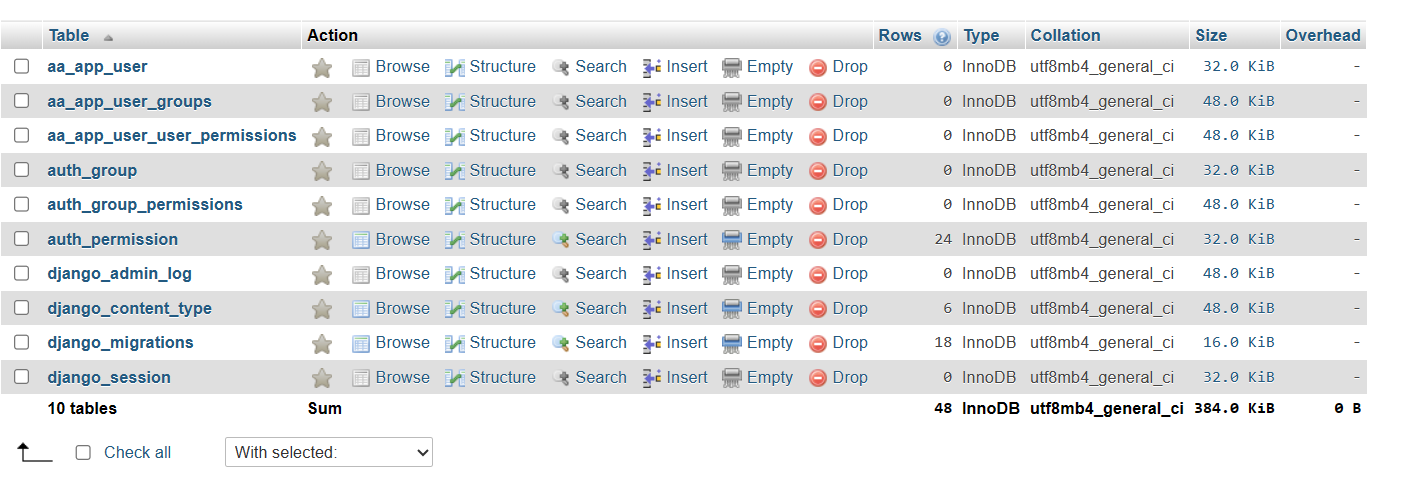 Table Action Rows Type Collation Size Overhead
aa_app_user Browse Structure Search Insert Empty Drop 0 InnoDB utf8mb4_general_ci 32.0 KiB -
aa_app_user_groups Browse Structure Search Insert Empty Drop 0 InnoDB utf8mb4_general_ci 48.0 KiB -
aa_app_user_user_permissions Browse Structure Search Insert Empty Drop 0 InnoDB utf8mb4_general_ci 48.0 KiB -
auth_group Browse Structure Search Insert Empty Drop 0 InnoDB utf8mb4_general_ci 32.0 KiB -
auth_group_permissions Browse Structure Search Insert Empty Drop 0 InnoDB utf8mb4_general_ci 48.0 KiB -
auth_permission Browse Structure Search Insert Empty Drop 24 InnoDB utf8mb4_general_ci 32.0 KiB -
django_admin_log Browse Structure Search Insert Empty Drop 0 InnoDB utf8mb4_general_ci 48.0 KiB -
django_content_type Browse Structure Search Insert Empty Drop 6 InnoDB utf8mb4_general_ci 48.0 KiB -
django_migrations Browse Structure Search Insert Empty Drop 18 InnoDB utf8mb4_general_ci 16.0 KiB -
django_session Browse Structure Search Insert Empty Drop 0 InnoDB utf8mb4_general_ci 32.0 KiB -
10 tables Sum 48 InnoDB utf8mb4_general_ci 384.0 KiB 0 B
Check all With selected: